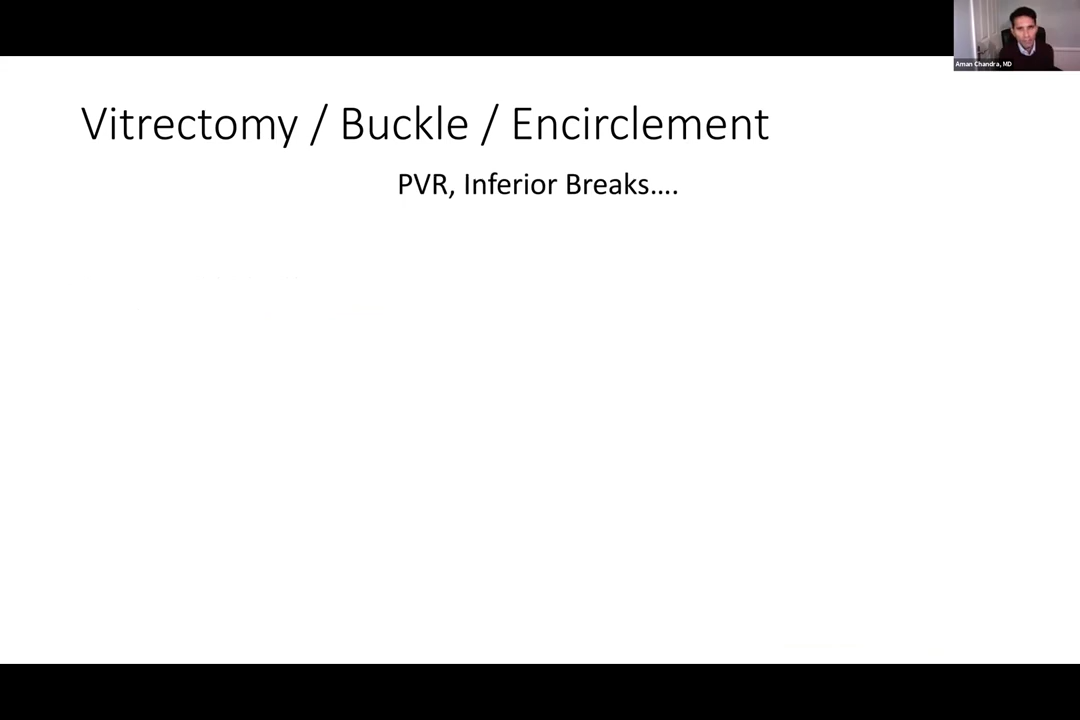 Aman Chandra, MD
Vitrectomy / Buckle / Encirclement
PVR, Inferior Breaks....